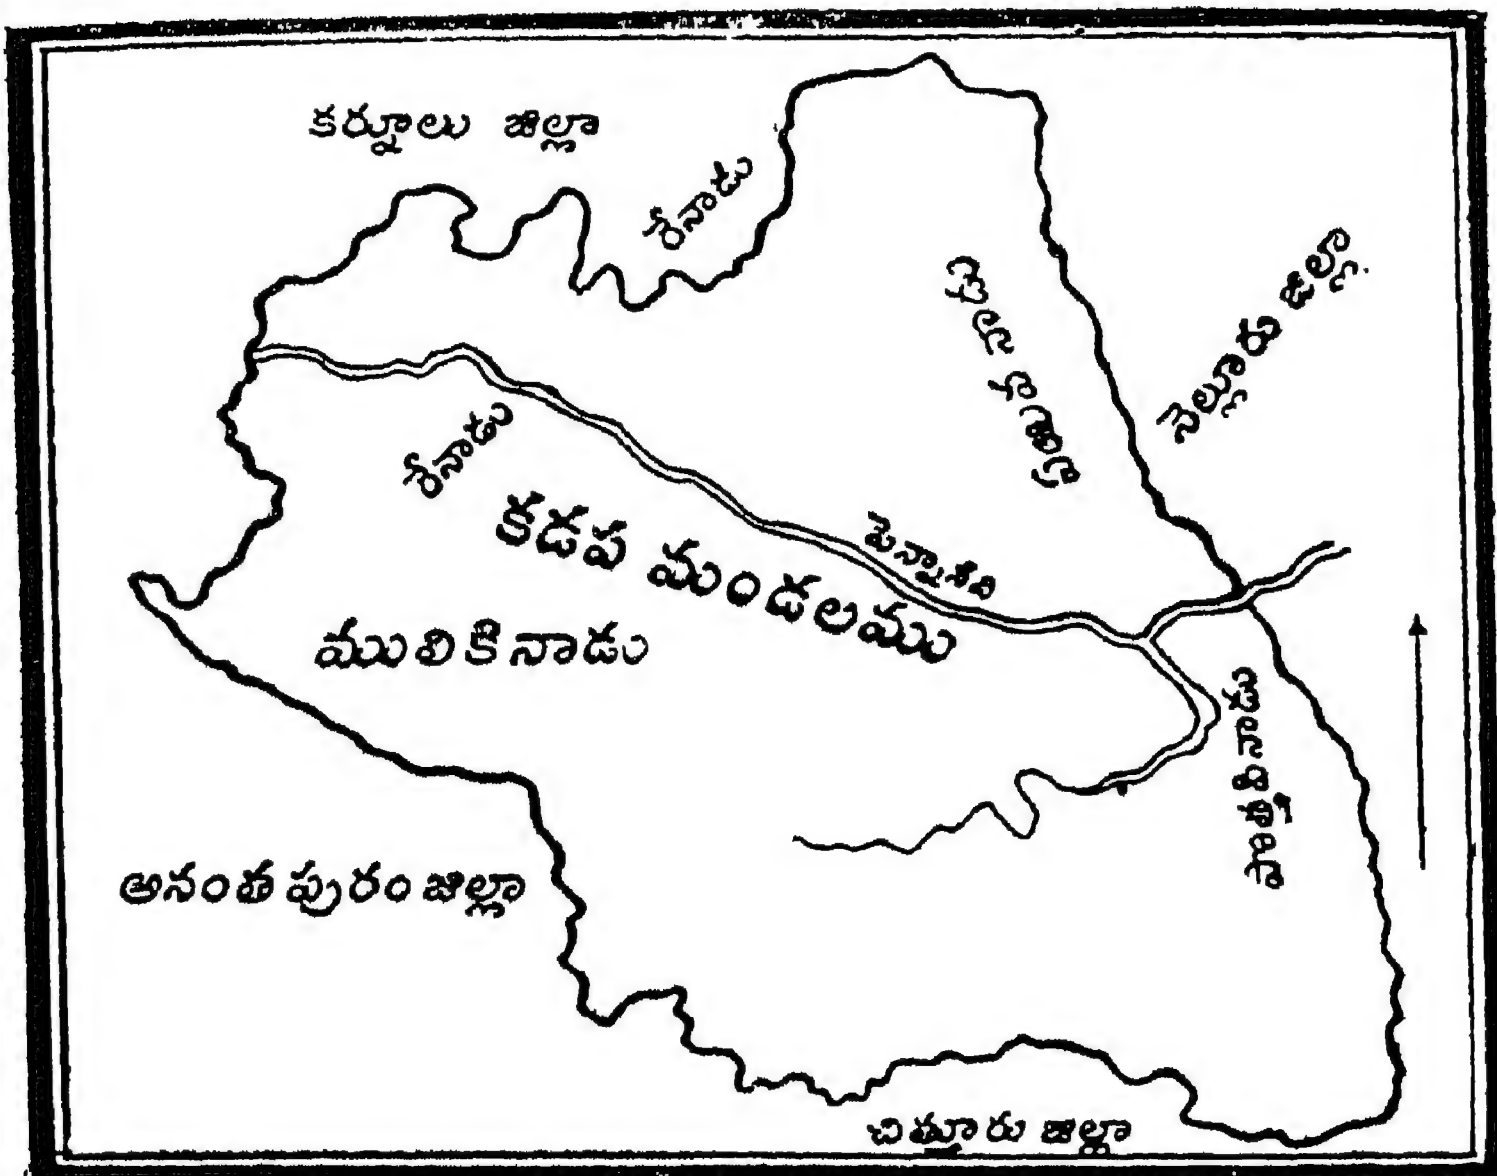 కర్నూలు జిల్లా
రేనాడు
నెల్లూరు జిల్లా
రేనాడు
కడప మండలము
పెన్నానది
ములికినాడు
అనంతపురం జిల్లా
చిత్తూరు జిల్లా